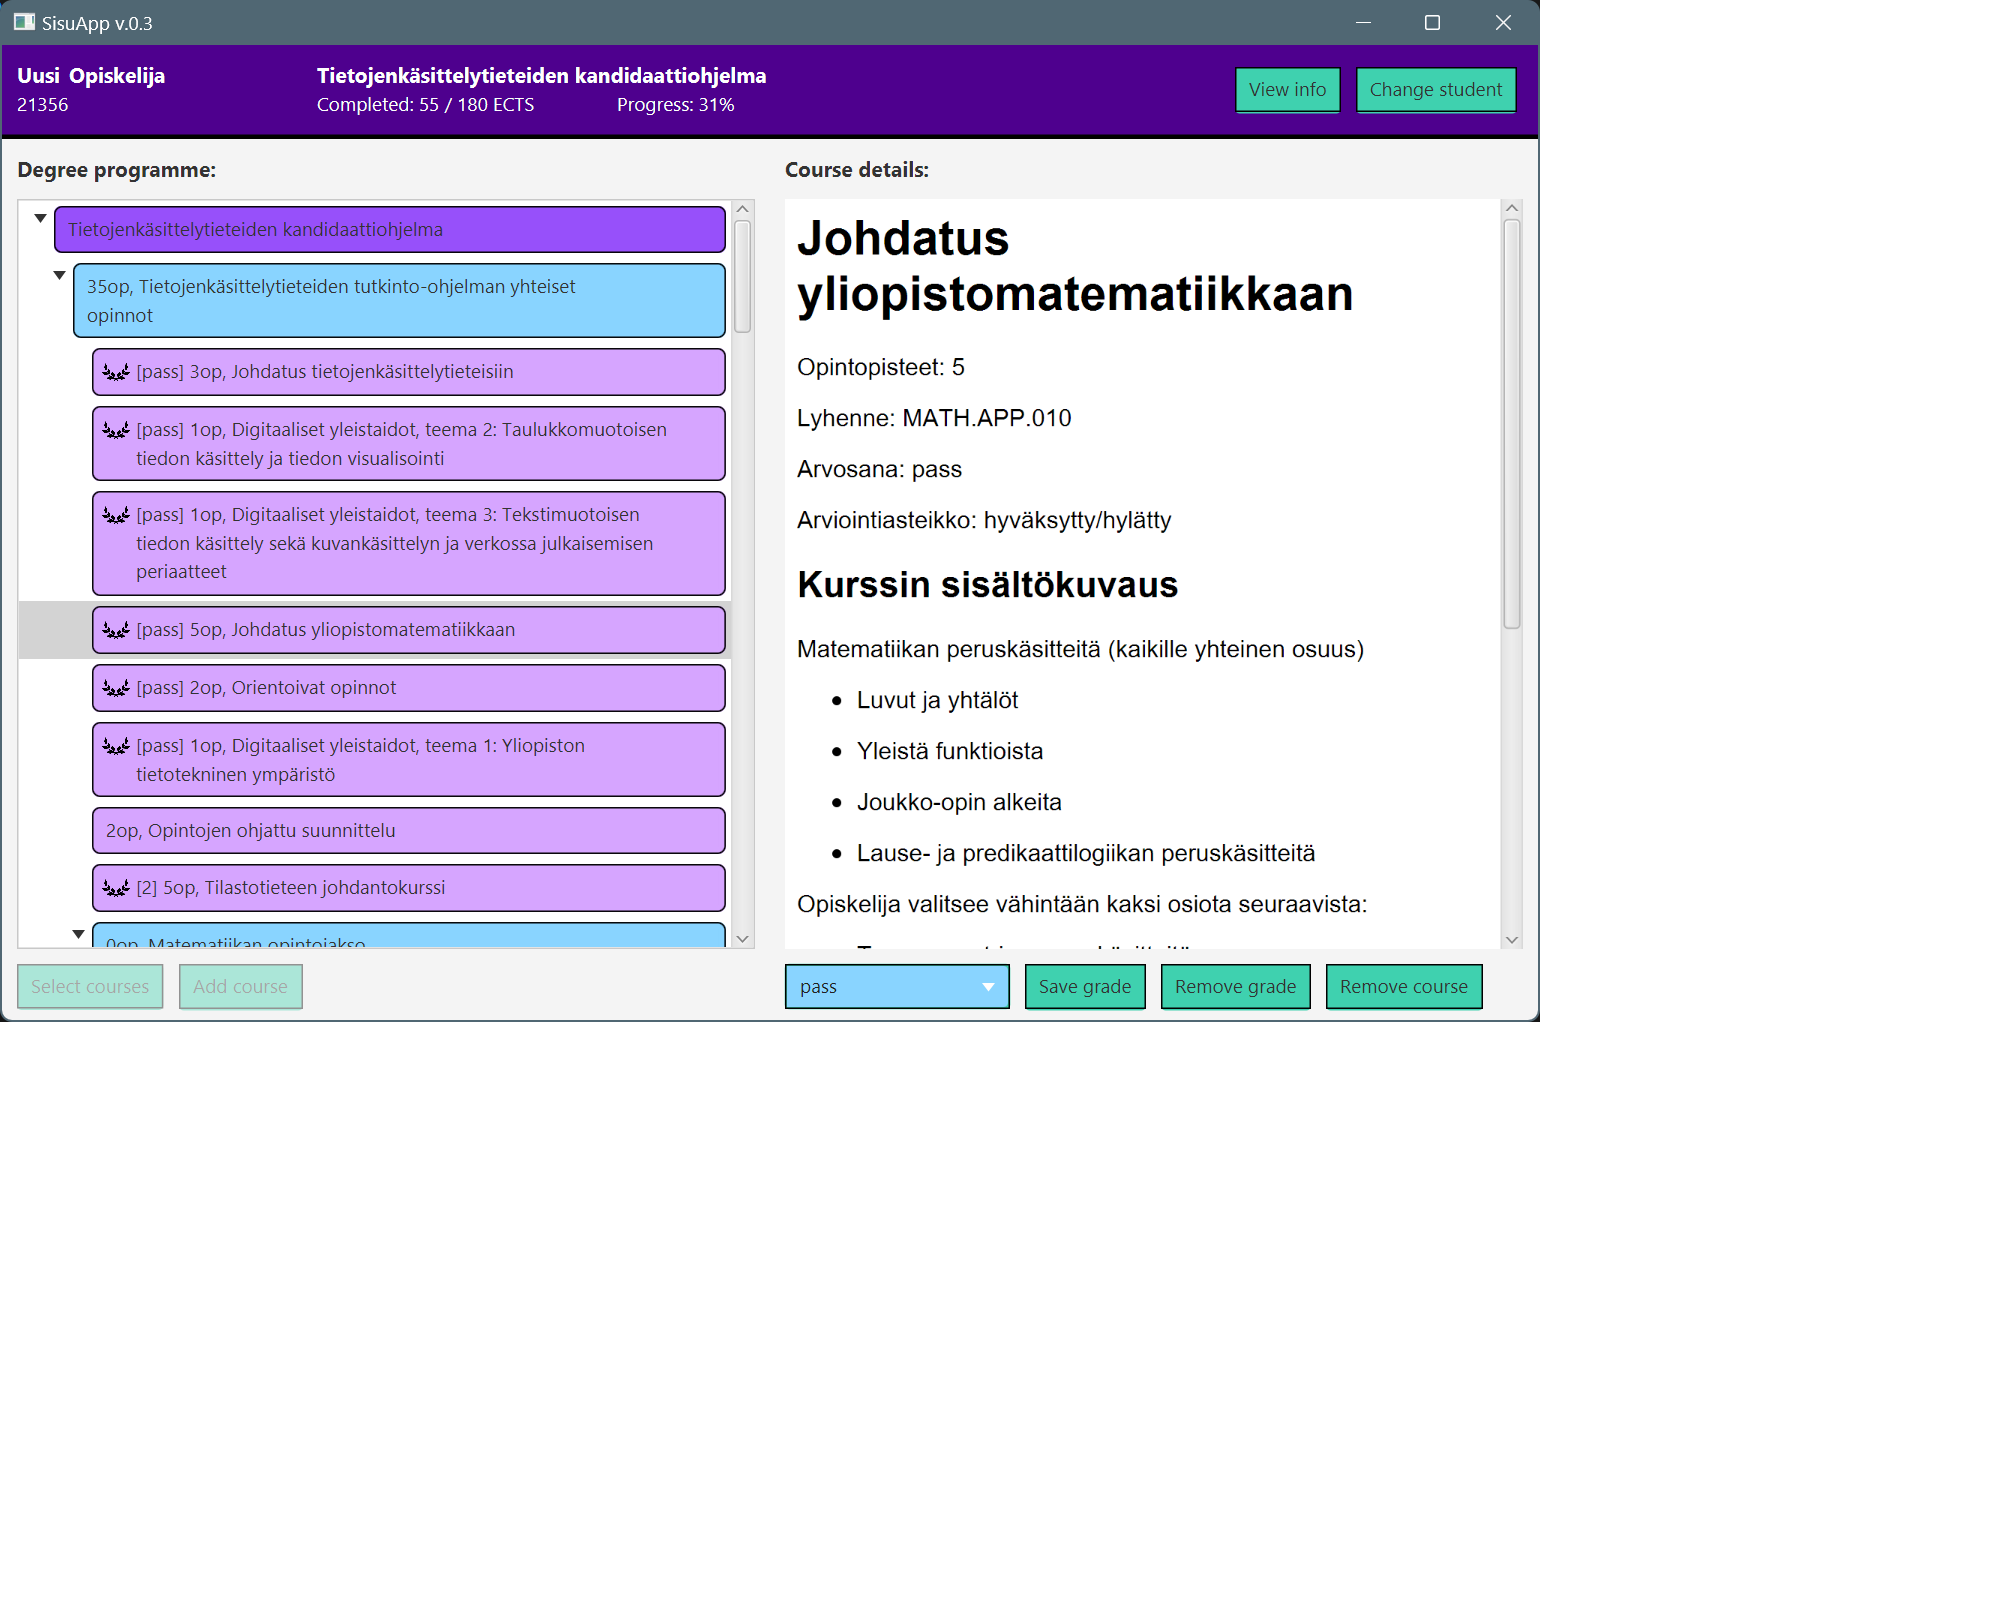 SisuApp v.0.3
Uusi Opiskelija
21356
Tietojenkäsittelytieteiden kandidaattiohjelma
Completed: 55 / 180 ECTS
Progress: 31%
View info
Change student
Degree programme:
Tietojenkäsittelytieteiden kandidaattiohjelma
35op, Tietojenkäsittelytieteiden tutkinto-ohjelman yhteiset
opinnot
[pass] 3op, Johdatus tietojenkäsittelytieteisiin
[pass] 1op, Digitaaliset yleistaidot, teema 2: Taulukkomuotoisen
tiedon käsittely ja tiedon visualisointi
[pass] 1op, Digitaaliset yleistaidot, teema 3: Tekstimuotoisen
tiedon käsittely sekä kuvankäsittelyn ja verkossa julkaisemisen
periaatteet
[pass] 5op, Johdatus yliopistomatematiikkaan
[pass] 2op, Orientoivat opinnot
[pass] 1op, Digitaaliset yleistaidot, teema 1: Yliopiston
tietotekninen ympäristö
2op, Opintojen ohjattu suunnittelu
[2] 5op, Tilastotieteen johdantokurssi
0op, Matematiikan opintojakso
Select courses
Add course
Course details:
Johdatus
yliopistomatematiikkaan
Opintopisteet: 5
Lyhenne: MATH.APP.010
Arvosana: pass
Arviointiasteikko: hyväksytty/hylätty
Kurssin sisältökuvaus
Matematiikan peruskäsitteitä (kaikille yhteinen osuus)
• Luvut ja yhtälöt
• Yleistä funktioista
• Joukko-opin alkeita
• Lause- ja predikaattilogiikan peruskäsitteitä
Opiskelija valitsee vähintään kaksi osiota seuraavista:
pass
Save grade
Remove grade
Remove course